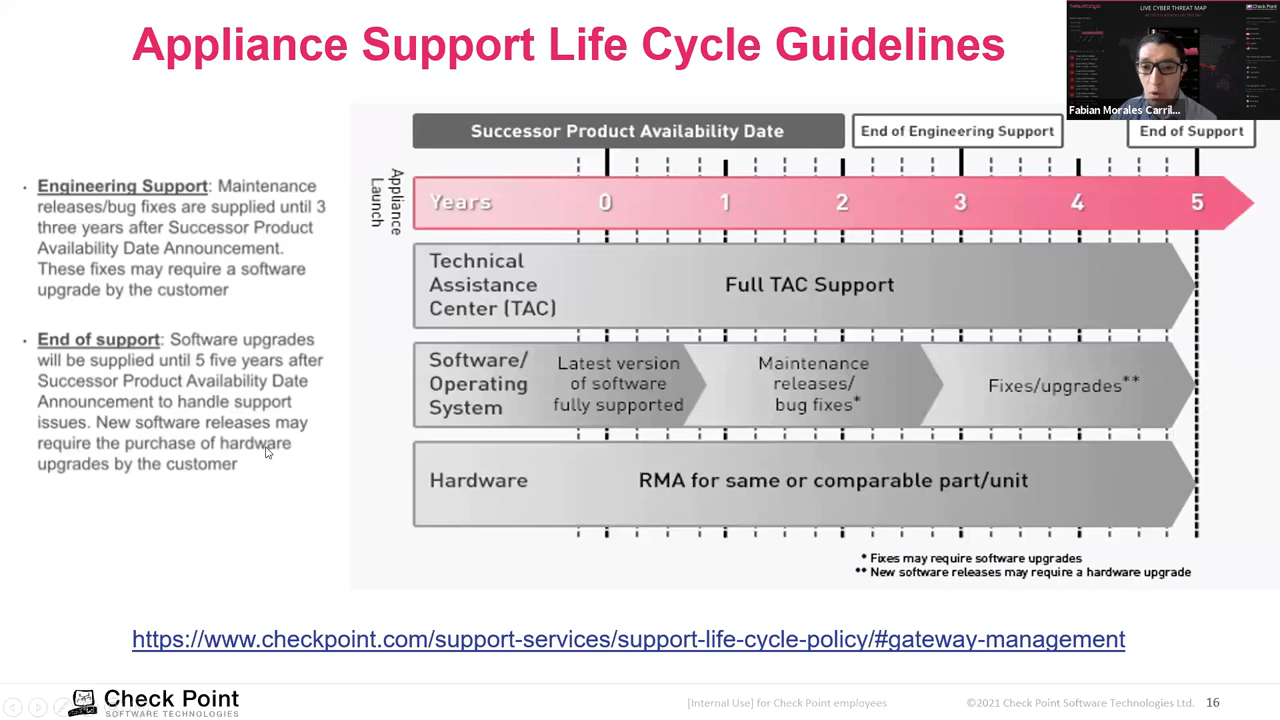 Appliance Support Life Cycle Guidelines
LIVE CYBER THREAT MAP
Check Point
Fabian Morales Carril...
Engineering Support: Maintenance
releases/bug fixes are supplied until 3
three years after Successor Product
Availability Date Announcement.
These fixes may require a software
upgrade by the customer
End of support: Software upgrades
will be supplied until 5 five years after
Successor Product Availability Date
Announcement to handle support
issues. New software releases may
require the purchase of hardware
upgrades by the customer
Successor Product Availability Date
End of Engineering Support
End of Support
Appliance
Launch
Years 0 1 2 3 4 5
Technical
Assistance
Center (TAC)
Full TAC Support
Software/
Operating
System
Latest version
of software
fully supported
Maintenance
releases/
bug fixes*
Fixes/upgrades**
Hardware
RMA for same or comparable part/unit
* Fixes may require software upgrades
** New software releases may require a hardware upgrade
https://www.checkpoint.com/support-services/support-life-cycle-policy/#gateway-management
Check Point
SOFTWARE TECHNOLOGIES
[Internal Use] for Check Point employees
©2021 Check Point Software Technologies Ltd.
16